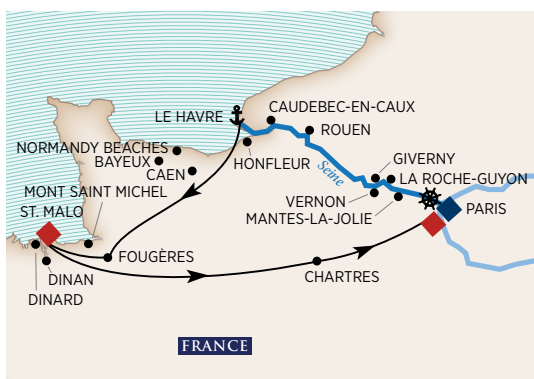 CAUDEBEC-EN-CAUX
LE HAVRE
ROUEN
NORMANDY BEACHES
BAYEUX
HONFLEUR
Seine
GIVERNY
CAEN
LA ROCHE-GUYON
MONT SAINT MICHEL
VERNON
ST. MALO
PARIS
MANTES-LA-JOLIE
FOUGÈRES
CHARTRES
DINAN
DINARD
FRANCE